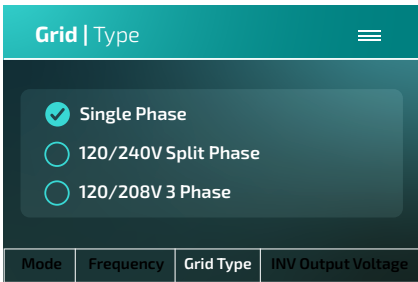 Grid | Type
Single Phase
120/240V Split Phase
120/208V 3 Phase
Mode Frequency Grid Type INV Output Voltage